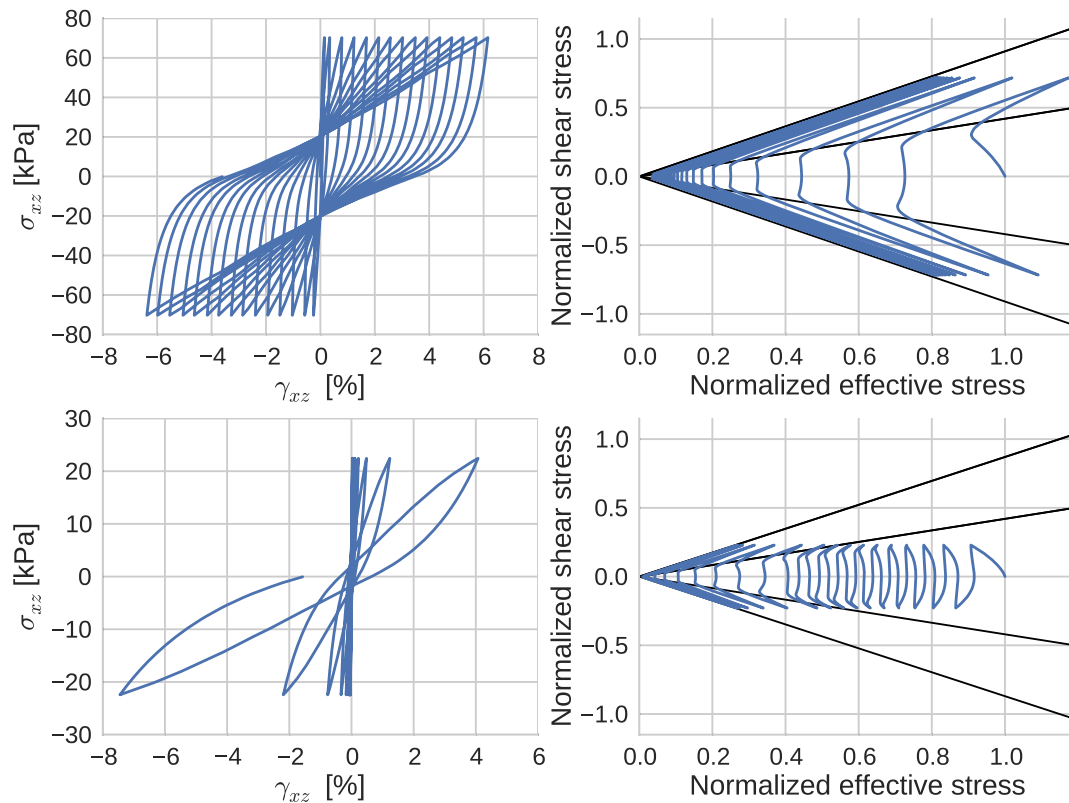 80
60
40
20
0
−20
−40
−60
−80
σxz [kPa]
−8 −6 −4 −2 0 2 4 6 8
γxz [%]
1.0
0.5
0.0
−0.5
−1.0
Normalized shear stress
0.0 0.2 0.4 0.6 0.8 1.0
Normalized effective stress
30
20
10
0
−10
−20
−30
σxz [kPa]
−8 −6 −4 −2 0 2 4 6
γxz [%]
1.0
0.5
0.0
−0.5
−1.0
Normalized shear stress
0.0 0.2 0.4 0.6 0.8 1.0
Normalized effective stress